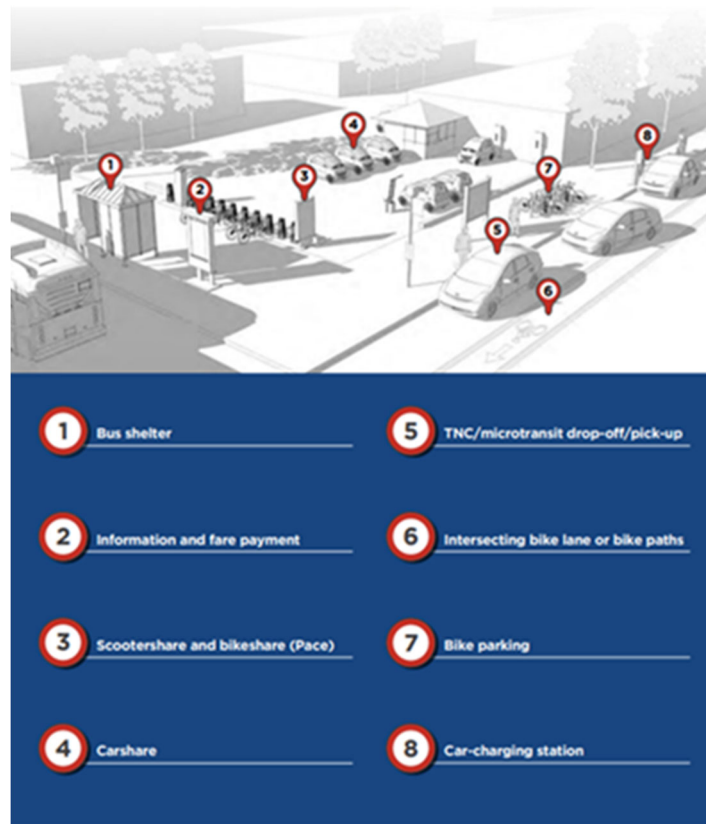 1
2
3
4
5
6
7
8
1 Bus shelter
2 Information and fare payment
3 Scootershare and bikeshare (Pace)
4 Carshare
5 TNC/microtransit drop-off/pick-up
6 Intersecting bike lane or bike paths
7 Bike parking
8 Car-charging station